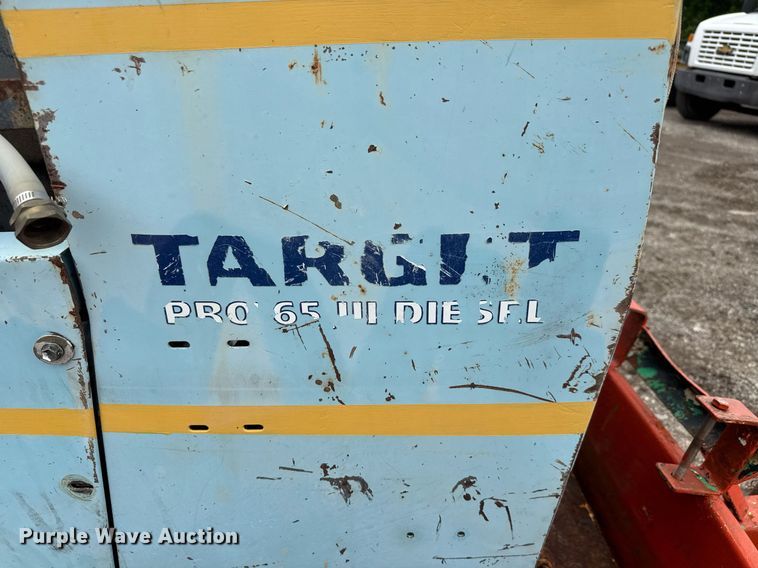 TARGET
PRO 65 III DIESEL
Purple Wave Auction